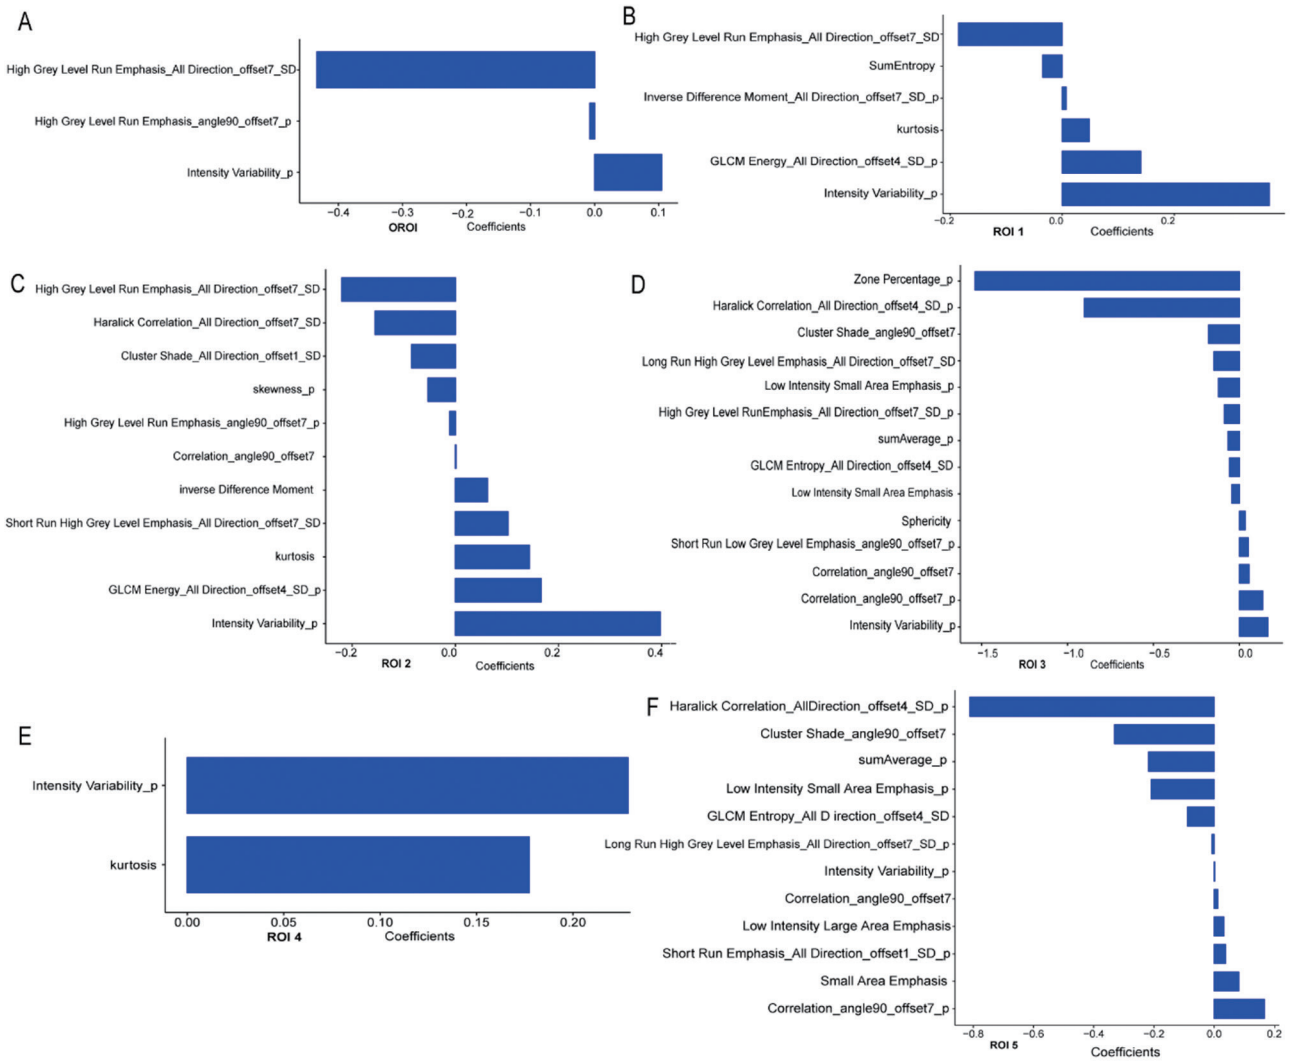 A
High Grey Level Run Emphasis_All Direction_offset7_SD
High Grey Level Run Emphasis_angle90_offset7_p
Intensity Variability_p
−0.4 −0.3 −0.2 −0.1 0.0 0.1
OROI Coefficients
B
High Grey Level Run Emphasis_All Direction_offset7_SD
SumEntropy
Inverse Difference Moment_All Direction_offset7_SD_p
kurtosis
GLCM Energy_All Direction_offset4_SD_p
Intensity Variability_p
−0.2 0.0 0.2
ROI 1 Coefficients
C
High Grey Level Run Emphasis_All Direction_offset7_SD
Haralick Correlation_All Direction_offset7_SD
Cluster Shade_All Direction_offset1_SD
skewness_p
High Grey Level Run Emphasis_angle90_offset7_p
Correlation_angle90_offset7
inverse Difference Moment
Short Run High Grey Level Emphasis_All Direction_offset7_SD
kurtosis
GLCM Energy_All Direction_offset4_SD_p
Intensity Variability_p
−0.2 0.0 0.2 0.4
ROI 2 Coefficients
D
Zone Percentage_p
Haralick Correlation_All Direction_offset4_SD_p
Cluster Shade_angle90_offset7
Long Run High Grey Level Emphasis_All Direction_offset7_SD
Low Intensity Small Area Emphasis_p
High Grey Level RunEmphasis_All Direction_offset7_SD_p
sumAverage_p
GLCM Entropy_All Direction_offset4_SD
Low Intensity Small Area Emphasis
Sphericity
Short Run Low Grey Level Emphasis_angle90_offset7_p
Correlation_angle90_offset7
Correlation_angle90_offset7_p
Intensity Variability_p
−1.5 −1.0 −0.5 0.0
ROI 3 Coefficients
E
Intensity Variability_p
kurtosis
0.00 0.05 0.10 0.15 0.20
ROI 4 Coefficients
F
Haralick Correlation_AllDirection_offset4_SD_p
Cluster Shade_angle90_offset7
sumAverage_p
Low Intensity Small Area Emphasis_p
GLCM Entropy_All D irection_offset4_SD
Long Run High Grey Level Emphasis_All Direction_offset7_SD_p
Intensity Variability_p
Correlation_angle90_offset7
Low Intensity Large Area Emphasis
Short Run Emphasis_All Direction_offset1_SD_p
Small Area Emphasis
Correlation_angle90_offset7_p
−0.8 −0.6 −0.4 −0.2 0.0 0.2
ROI 5 Coefficients